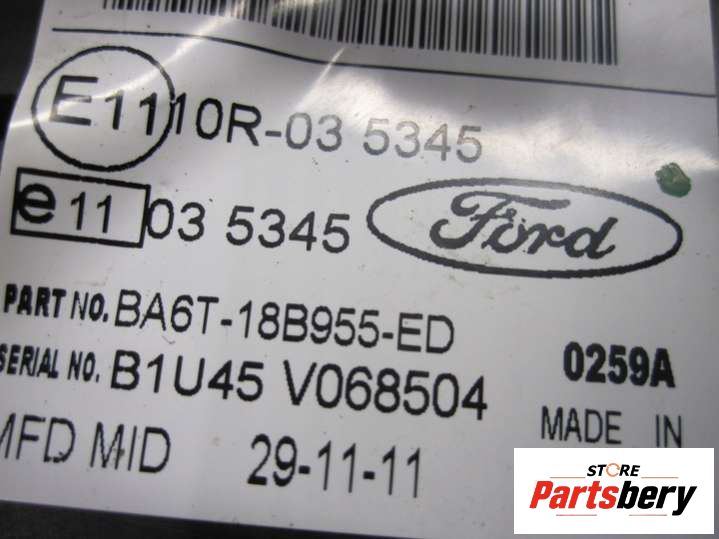 E11 10R-03 5345
e11 03 5345 Ford
PART NO. BA6T-18B955-ED
0259A
SERIAL NO. B1U45 V068504
MADE IN
MFD MID 29-11-11
STORE
Partsbery